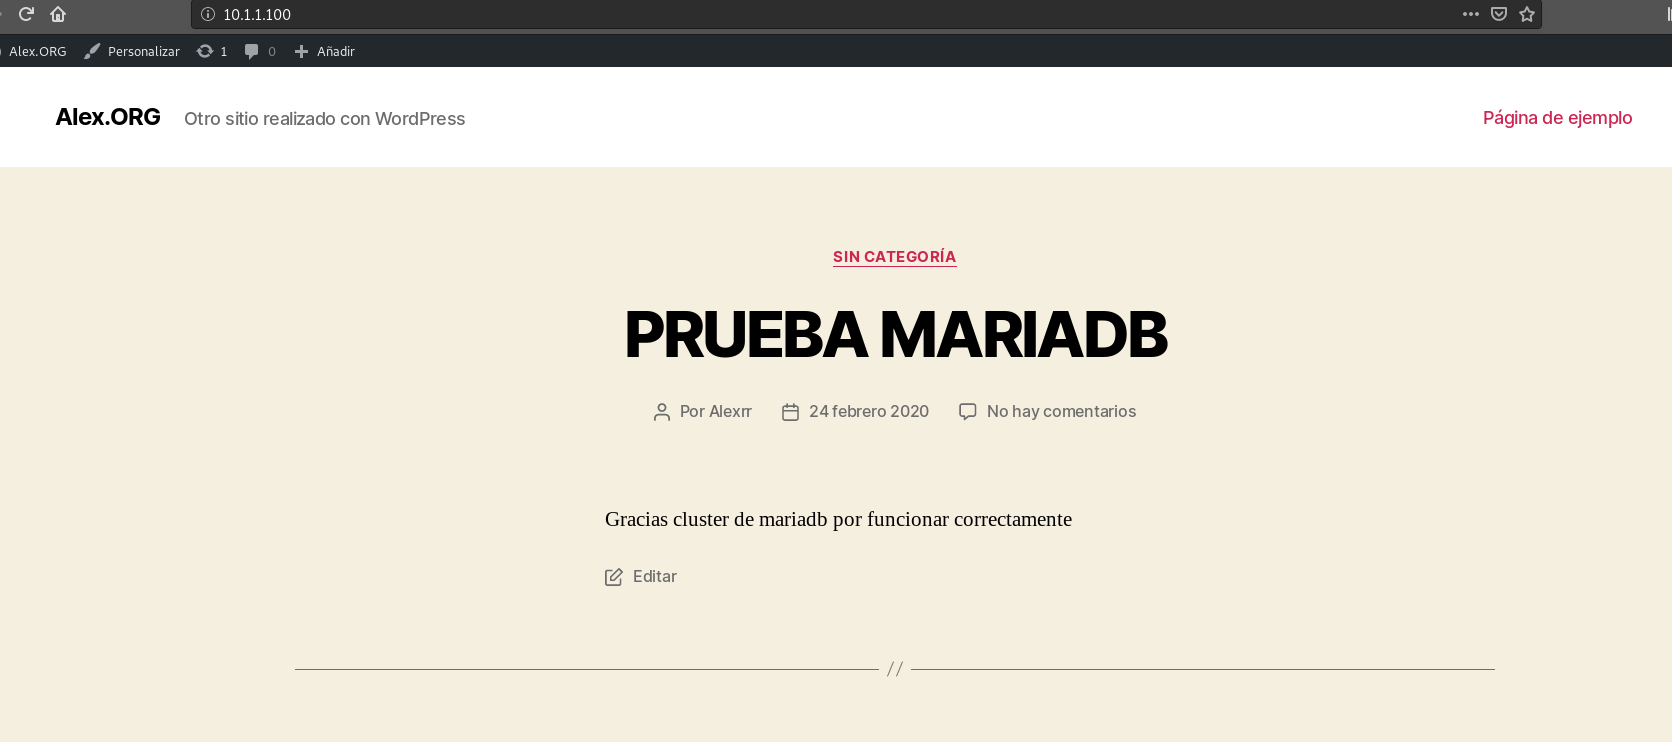 10.1.1.100
Alex.ORG Personalizar 1 0 Añadir
Alex.ORG Otro sitio realizado con WordPress Página de ejemplo
SIN CATEGORÍA
PRUEBA MARIADB
Por Alexrr 24 febrero 2020 No hay comentarios
Gracias cluster de mariadb por funcionar correctamente
Editar
//